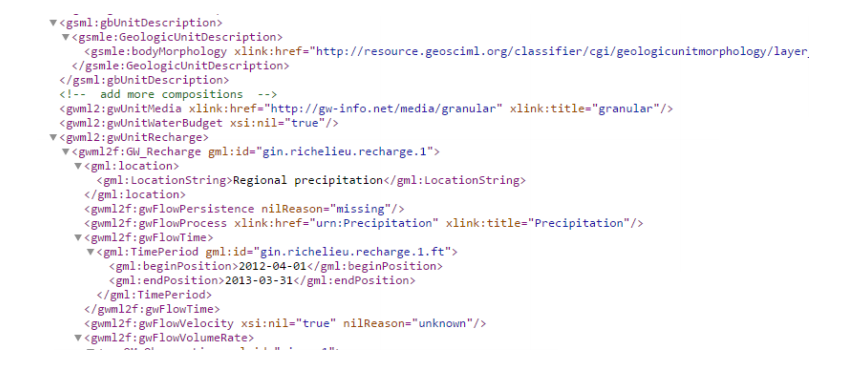 ▼<gsml:gbUnitDescription>
▼<gsmle:GeologicUnitDescription>
<gsmle:bodyMorphology xlink:href="http://resource.geosciml.org/classifier/cgi/geologicunitmorphology/layer
</gsmle:GeologicUnitDescription>
</gsml:gbUnitDescription>
<!-- add more compositions -->
<gwml2:gwUnitMedia xlink:href="http://gw-info.net/media/granular" xlink:title="granular"/>
<gwml2:gwUnitWaterBudget xsi:nil="true"/>
▼<gwml2:gwUnitRecharge>
▼<gwml2f:GW_Recharge gml:id="gin.richelieu.recharge.1">
▼<gml:location>
<gml:LocationString>Regional precipitation</gml:LocationString>
</gml:location>
<gwml2f:gwFlowPersistence nilReason="missing"/>
<gwml2f:gwFlowProcess xlink:href="urn:Precipitation" xlink:title="Precipitation"/>
▼<gwml2f:gwFlowTime>
▼<gml:TimePeriod gml:id="gin.richelieu.recharge.1.ft">
<gml:beginPosition>2012-04-01</gml:beginPosition>
<gml:endPosition>2013-03-31</gml:endPosition>
</gml:TimePeriod>
</gwml2f:gwFlowTime>
<gwml2f:gwFlowVelocity xsi:nil="true" nilReason="unknown"/>
▼<gwml2f:gwFlowVolumeRate>